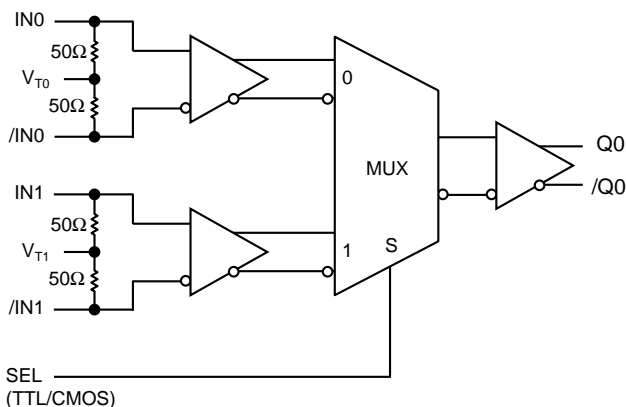 IN0
50Ω
VT0
50Ω
/IN0
0
MUX
Q0
/Q0
IN1
50Ω
VT1
50Ω
/IN1
1
S
SEL
(TTL/CMOS)